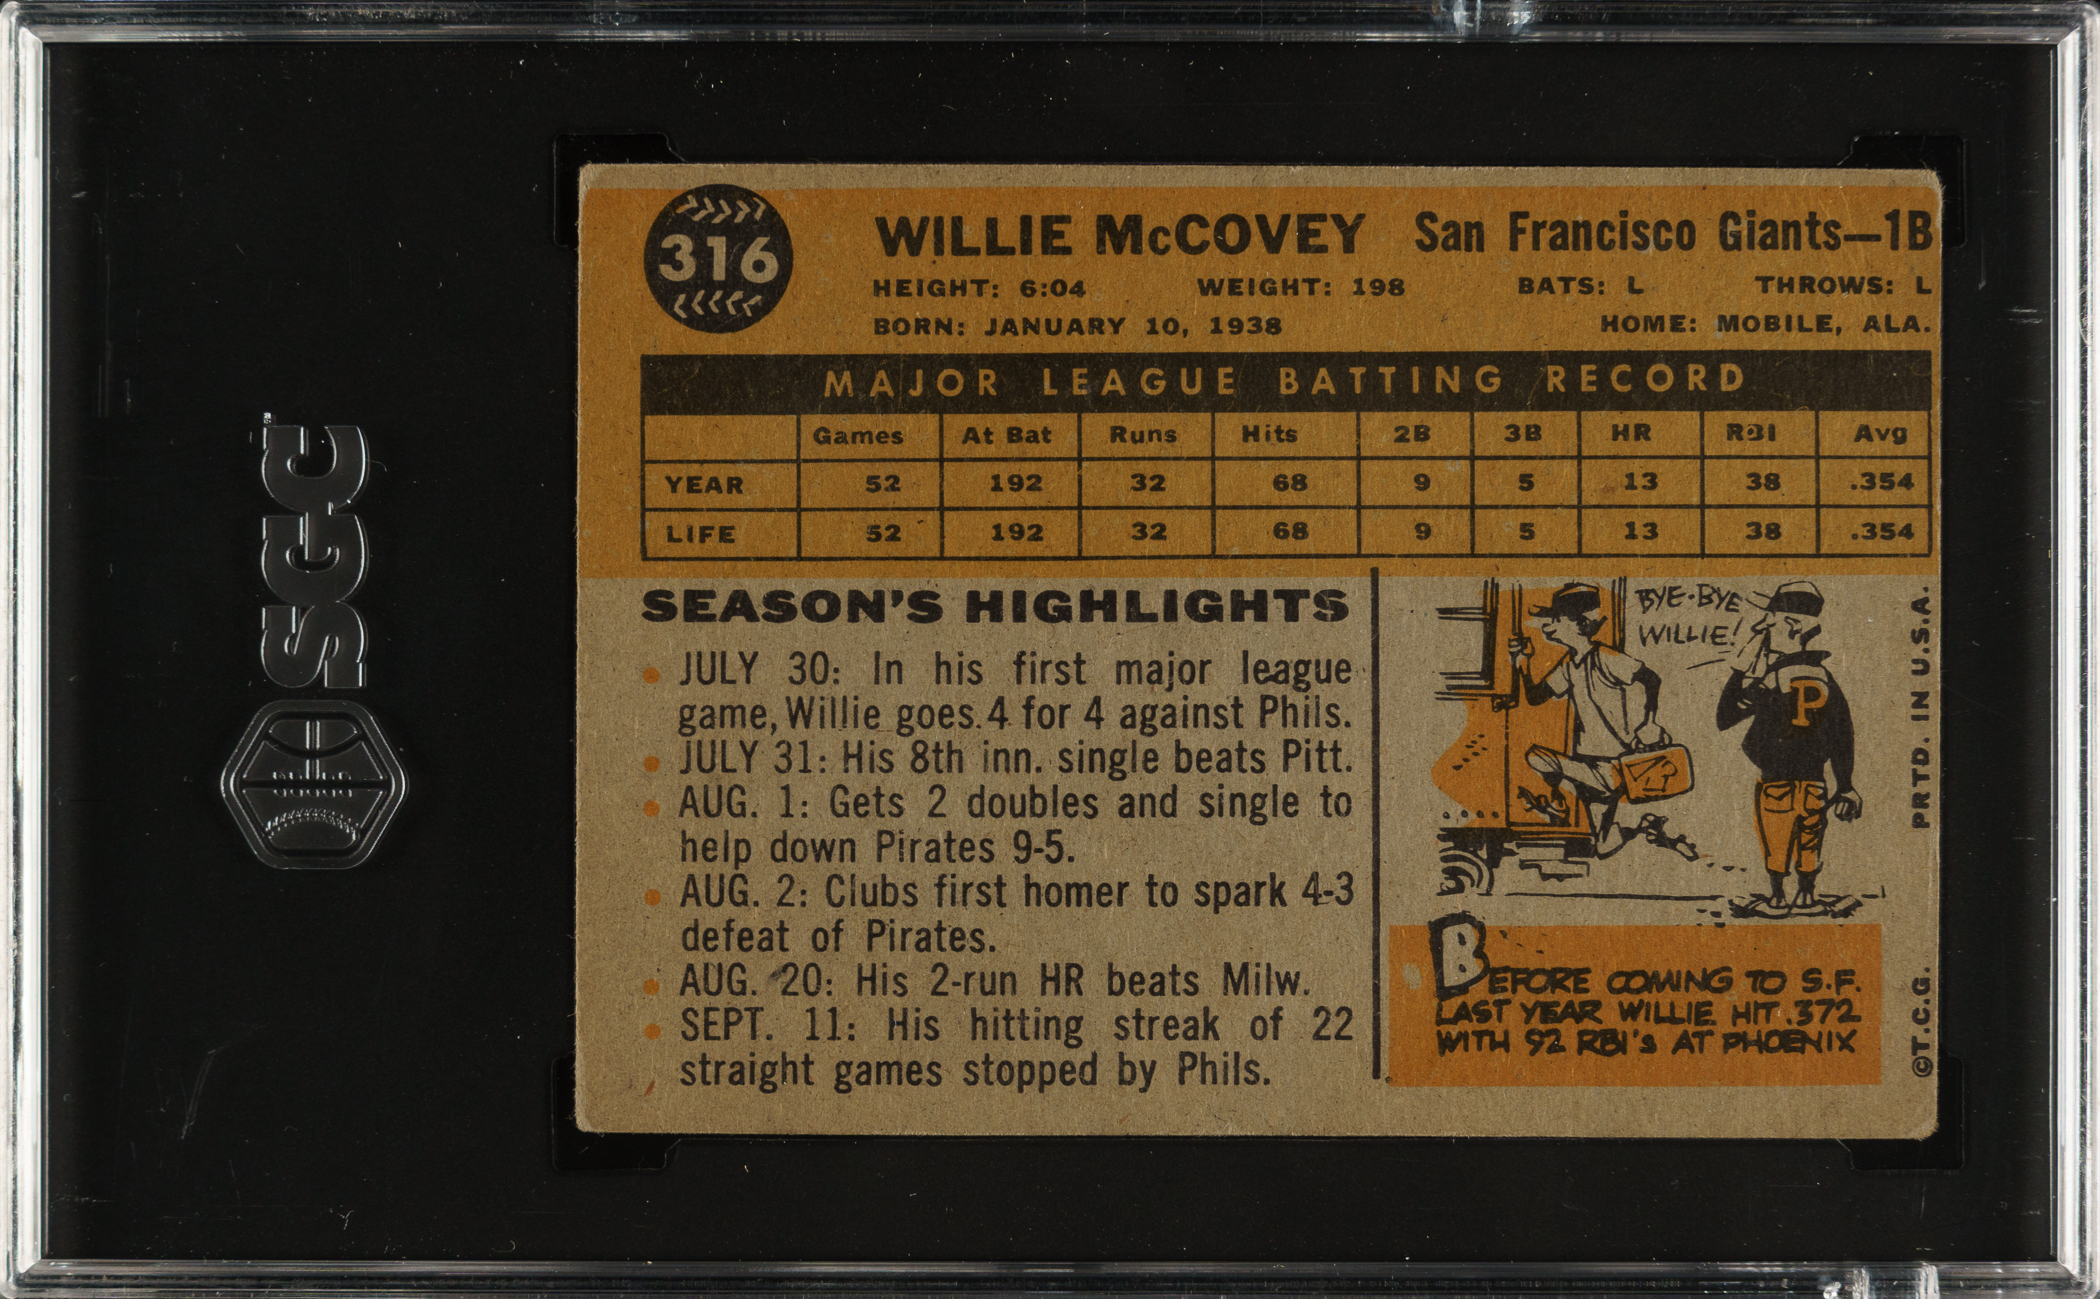 316
WILLIE McCOVEY San Francisco Giants—1B
HEIGHT: 6:04 WEIGHT: 198 BATS: L THROWS: L
BORN: JANUARY 10, 1938 HOME: MOBILE, ALA.
MAJOR LEAGUE BATTING RECORD
Games At Bat Runs Hits 2B 3B HR RBI Avg
YEAR 52 192 32 68 9 5 13 38 .354
LIFE 52 192 32 68 9 5 13 38 .354
SEASON'S HIGHLIGHTS
• JULY 30: In his first major league
game, Willie goes 4 for 4 against Phils.
• JULY 31: His 8th inn. single beats Pitt.
• AUG. 1: Gets 2 doubles and single to
help down Pirates 9-5.
• AUG. 2: Clubs first homer to spark 4-3
defeat of Pirates.
• AUG. 20: His 2-run HR beats Milw.
• SEPT. 11: His hitting streak of 22
straight games stopped by Phils.
BYE-BYE
WILLIE!
P
BEFORE COMING TO S.F.
LAST YEAR WILLIE HIT .372
WITH 92 RBI's AT PHOENIX
©T.C.G. PRTD. IN U.S.A.
SGC